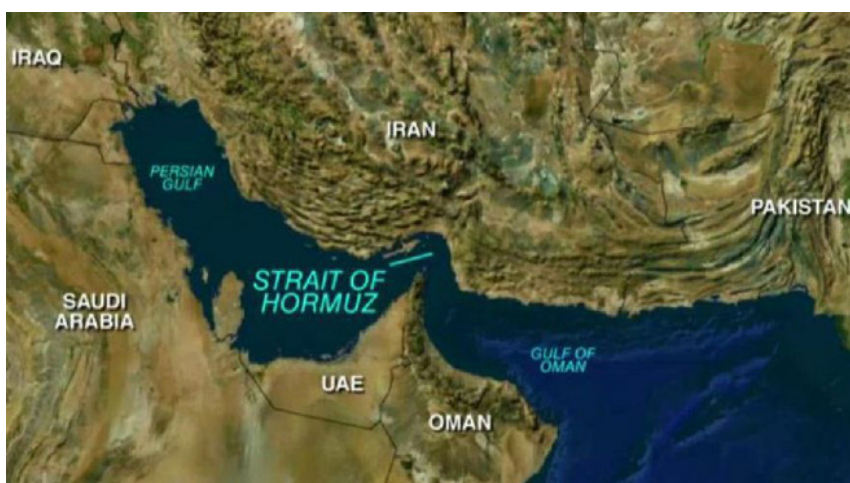 IRAQ
IRAN
PERSIAN
GULF
PAKISTAN
STRAIT OF
HORMUZ
SAUDI
ARABIA
GULF OF
OMAN
UAE
OMAN